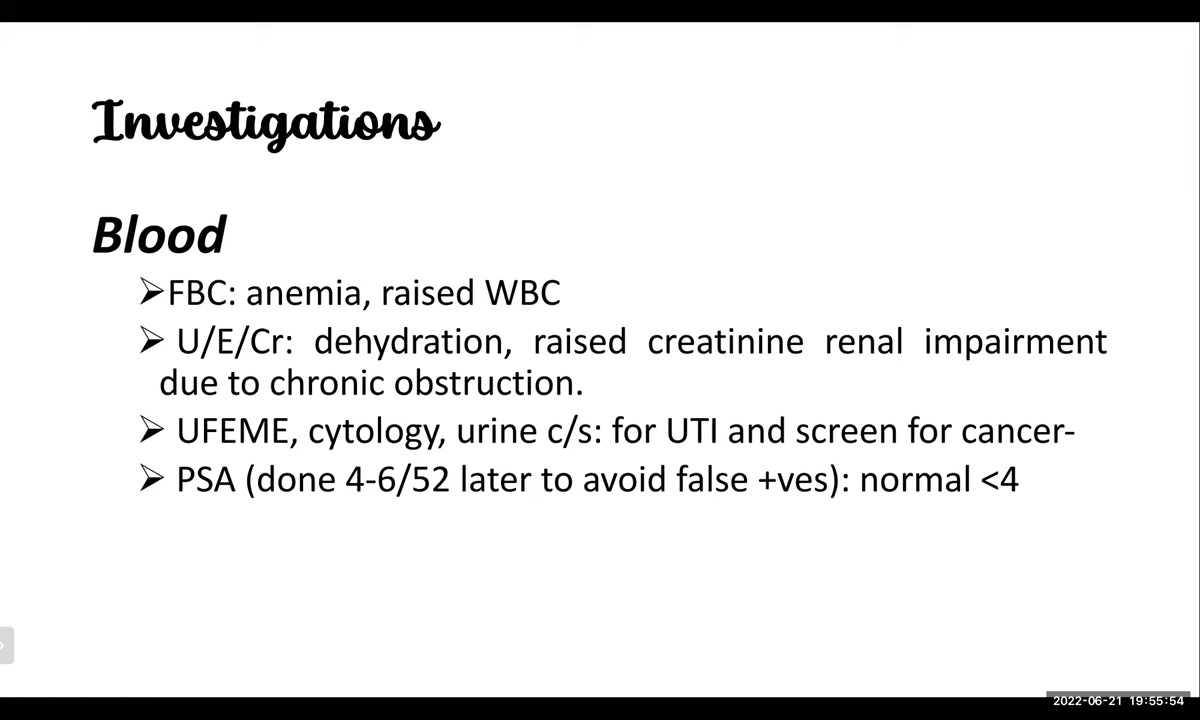 Investigations
Blood
➢FBC: anemia, raised WBC
➢ U/E/Cr: dehydration, raised creatinine renal impairment
due to chronic obstruction.
➢ UFEME, cytology, urine c/s: for UTI and screen for cancer-
➢ PSA (done 4-6/52 later to avoid false +ves): normal <4
2022-06-21 19:55:54